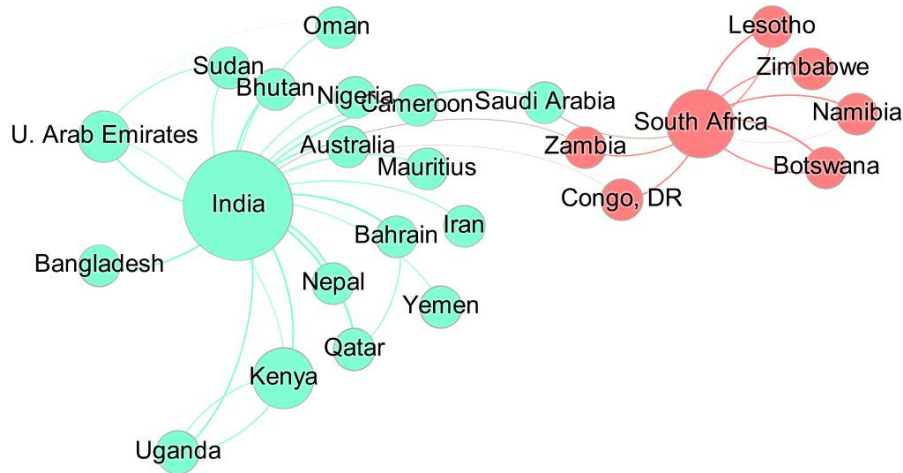 Oman
Lesotho
Sudan
Zimbabwe
Bhutan
Nigeria
Cameroon
Saudi Arabia
Namibia
U. Arab Emirates
South Africa
Australia
Zambia
Mauritius
Botswana
India
Congo, DR
Iran
Bahrain
Bangladesh
Nepal
Yemen
Qatar
Kenya
Uganda